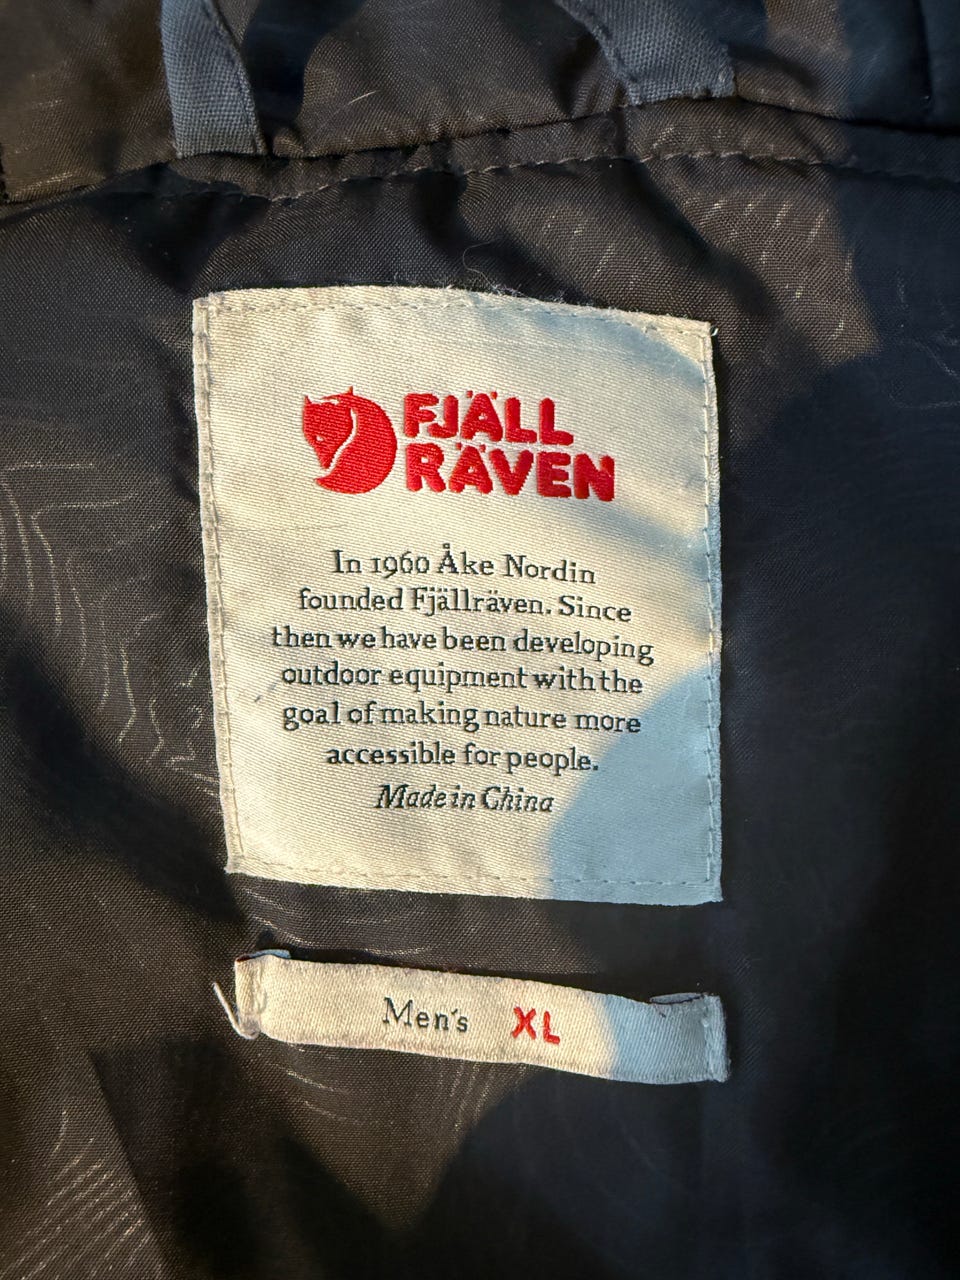 FJÄLL
RÄVEN
In 1960 Åke Nordin
founded Fjällräven. Since
then we have been developing
outdoor equipment with the
goal of making nature more
accessible for people.
Made in China
Men's XL